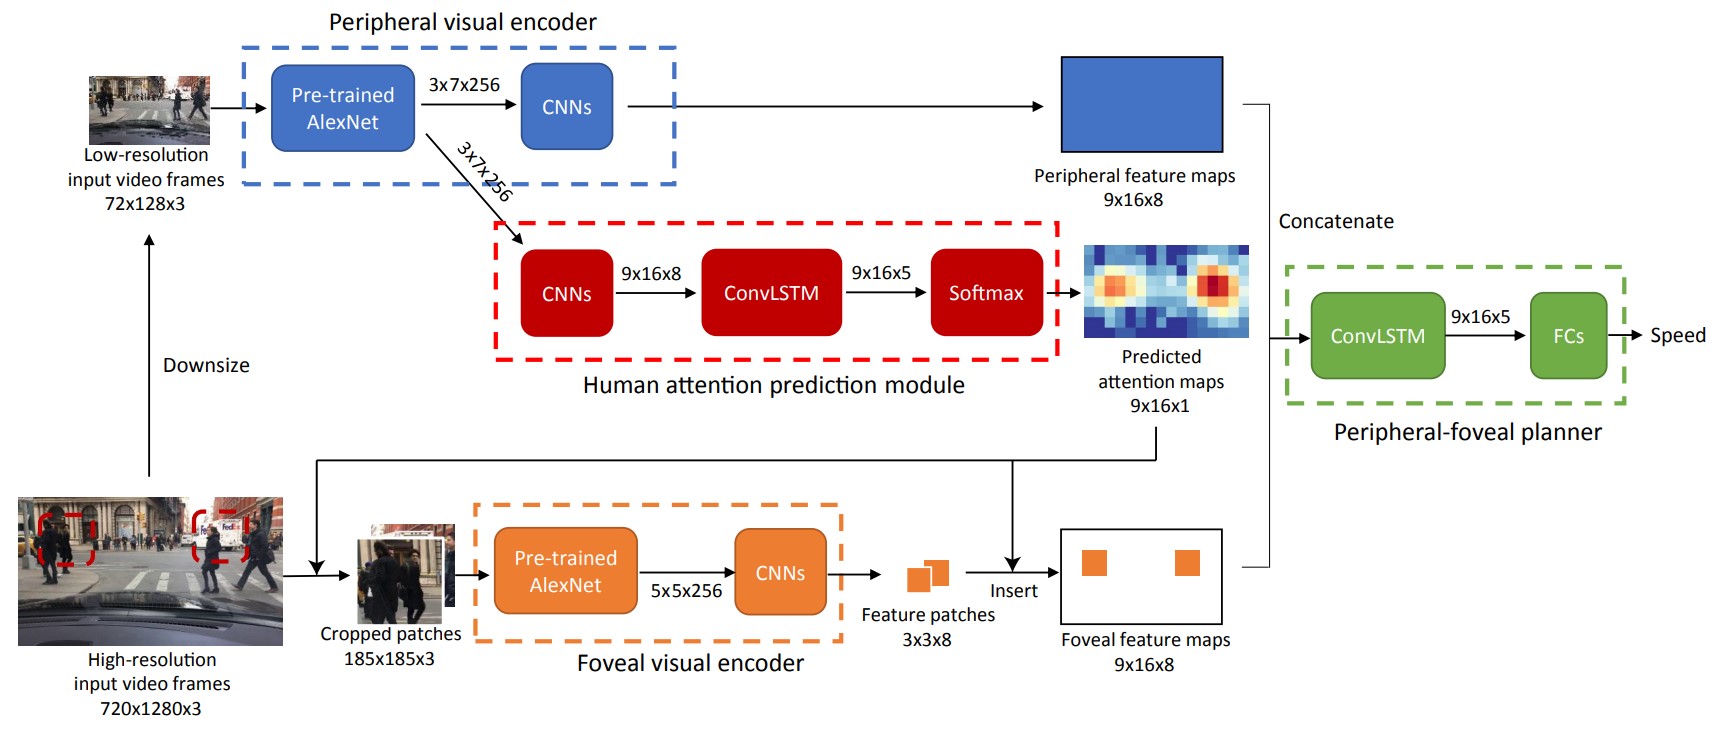 Peripheral visual encoder
Pre-trained
AlexNet
3x7x256
CNNs
Low-resolution
input video frames
72x128x3
3x7x256
Peripheral feature maps
9x16x8
Concatenate
CNNs
9x16x8
ConvLSTM
9x16x5
Softmax
Human attention prediction module
Predicted
attention maps
9x16x1
ConvLSTM
9x16x5
FCs
Speed
Peripheral-foveal planner
Downsize
High-resolution
input video frames
720x1280x3
FedEx
Cropped patches
185x185x3
Pre-trained
AlexNet
5x5x256
CNNs
Foveal visual encoder
Feature patches
3x3x8
Insert
Foveal feature maps
9x16x8